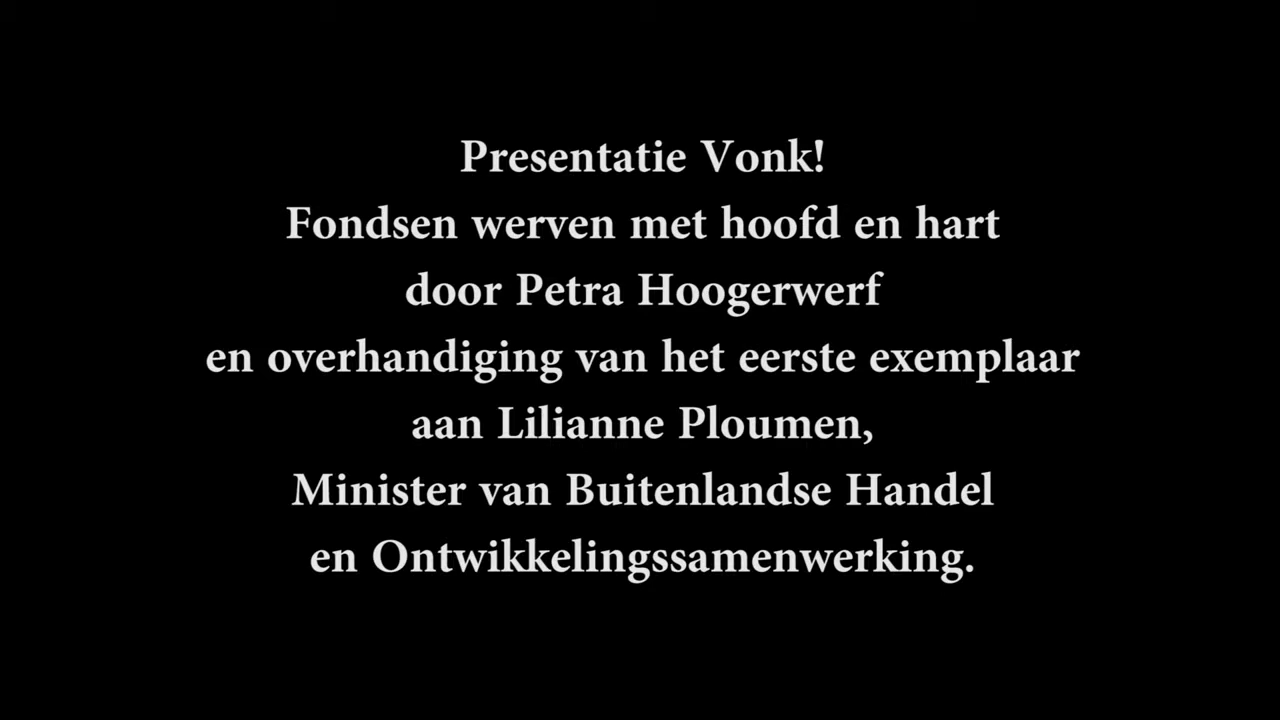 Presentatie Vonk!
Fondsen werven met hoofd en hart
door Petra Hoogerwerf
en overhandiging van het eerste exemplaar
aan Lilianne Ploumen,
Minister van Buitenlandse Handel
en Ontwikkelingssamenwerking.